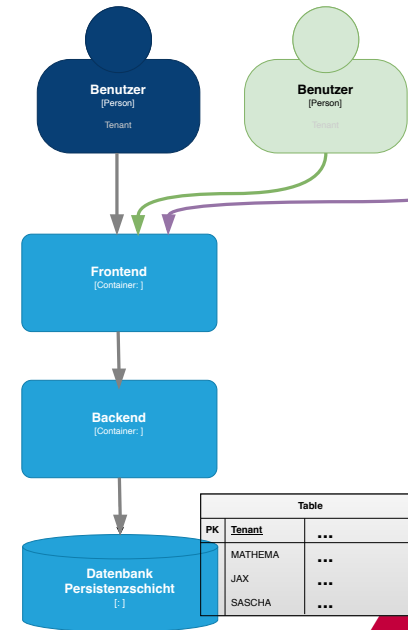 Benutzer
[Person]
Tenant
Benutzer
[Person]
Tenant
Frontend
[Container: ]
Backend
[Container: ]
Datenbank
Persistenzschicht
[: ]
Table
PK Tenant ...
MATHEMA ...
JAX ...
SASCHA ...